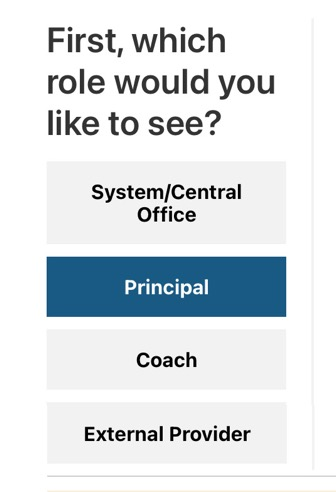 First, which
role would you
like to see?
System/Central
Office
Principal
Coach
External Provider